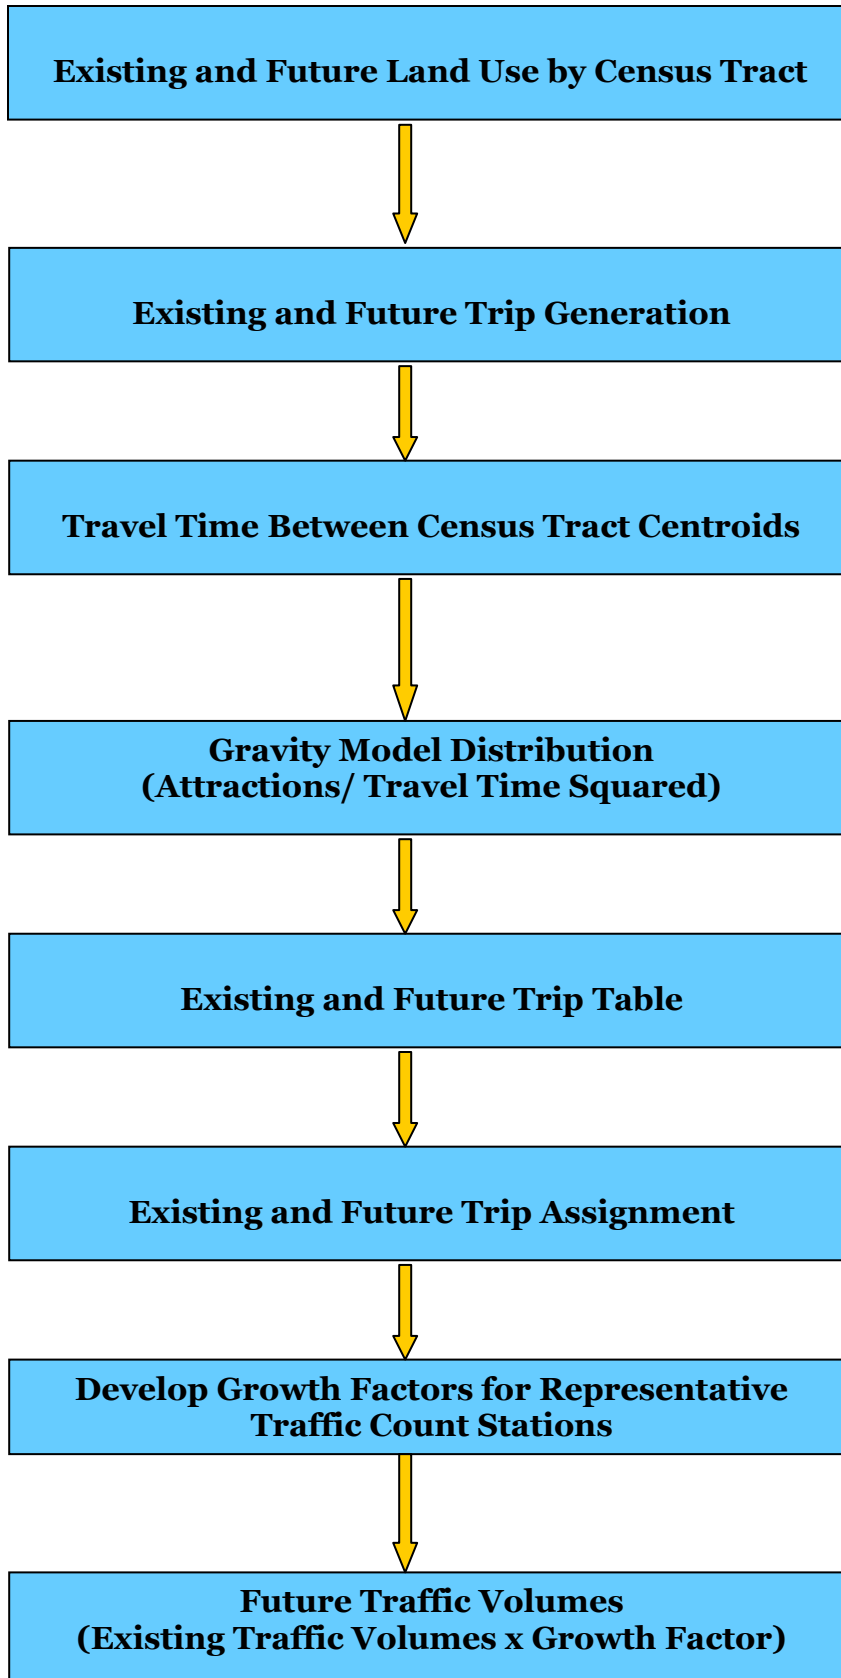 Existing and Future Land Use by Census Tract
Existing and Future Trip Generation
Travel Time Between Census Tract Centroids
Gravity Model Distribution
(Attractions/ Travel Time Squared)
Existing and Future Trip Table
Existing and Future Trip Assignment
Develop Growth Factors for Representative
Traffic Count Stations
Future Traffic Volumes
(Existing Traffic Volumes x Growth Factor)